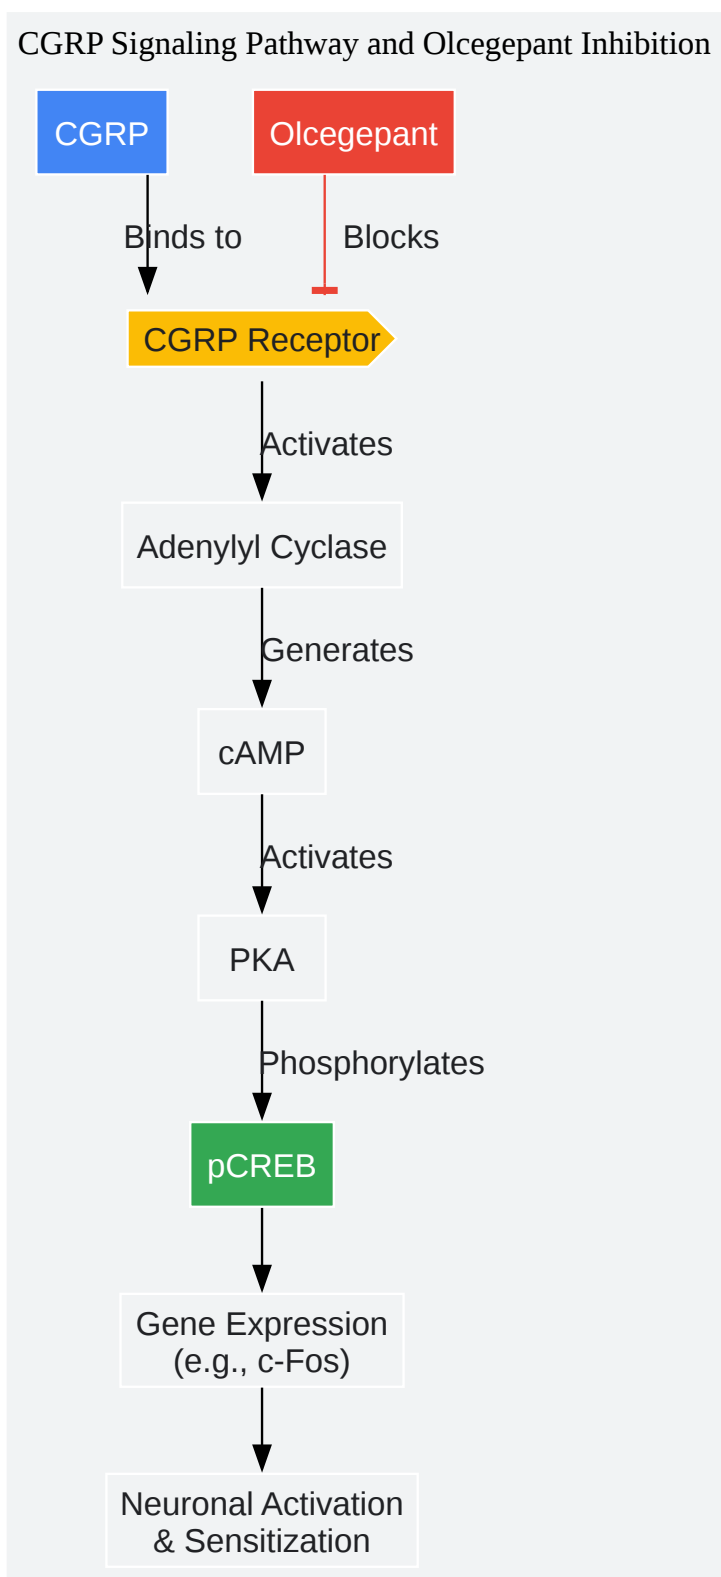 CGRP Signaling Pathway and Olcegepant Inhibition
CGRP
Olcegepant
Binds to
Blocks
CGRP Receptor
Activates
Adenylyl Cyclase
Generates
cAMP
Activates
PKA
Phosphorylates
pCREB
Gene Expression
(e.g., c-Fos)
Neuronal Activation
& Sensitization